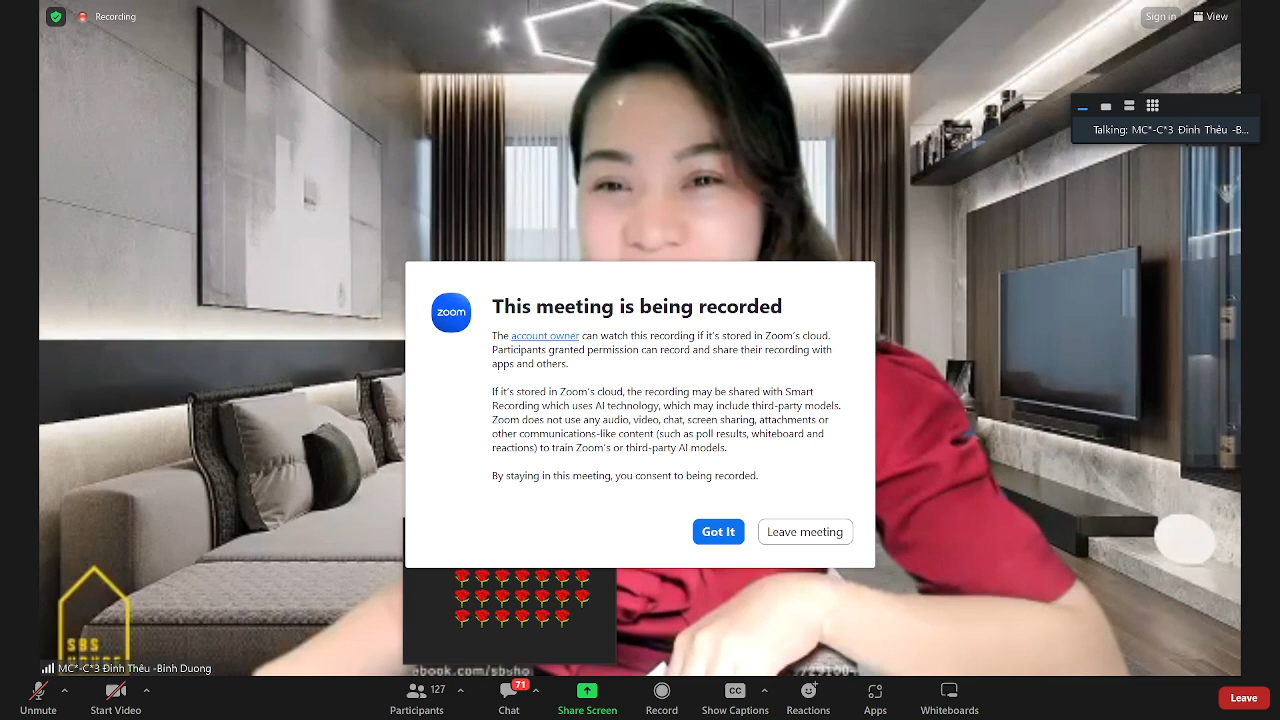 Recording
Sign in
View
Talking: MC*-C*3 Đinh Thêu -B...
zoom
This meeting is being recorded
The account owner can watch this recording if it's stored in Zoom's cloud.
Participants granted permission can record and share their recording with
apps and others.
If it's stored in Zoom's cloud, the recording may be shared with Smart
Recording which uses AI technology, which may include third-party models.
Zoom does not use any audio, video, chat, screen sharing, attachments or
other communications-like content (such as poll results, whiteboard and
reactions) to train Zoom's or third-party AI models.
By staying in this meeting, you consent to being recorded.
Got It
Leave meeting
SBS
MC*-C*3 Đinh Thêu -Binh Duong
ebook.com/sbsho
Unmute
Start Video
127
Participants
71
Chat
Share Screen
Record
CC
Show Captions
Reactions
Apps
Whiteboards
Leave